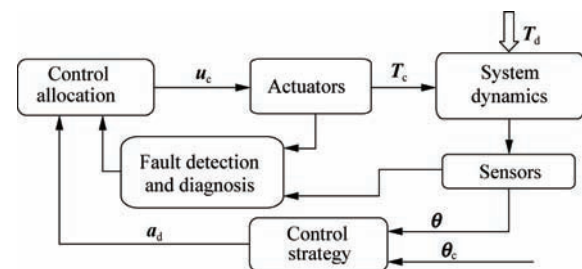 T_d
Control
allocation
u_c
Actuators
T_c
System
dynamics
Fault detection
and diagnosis
Sensors
a_d
Control
strategy
θ
θ_c